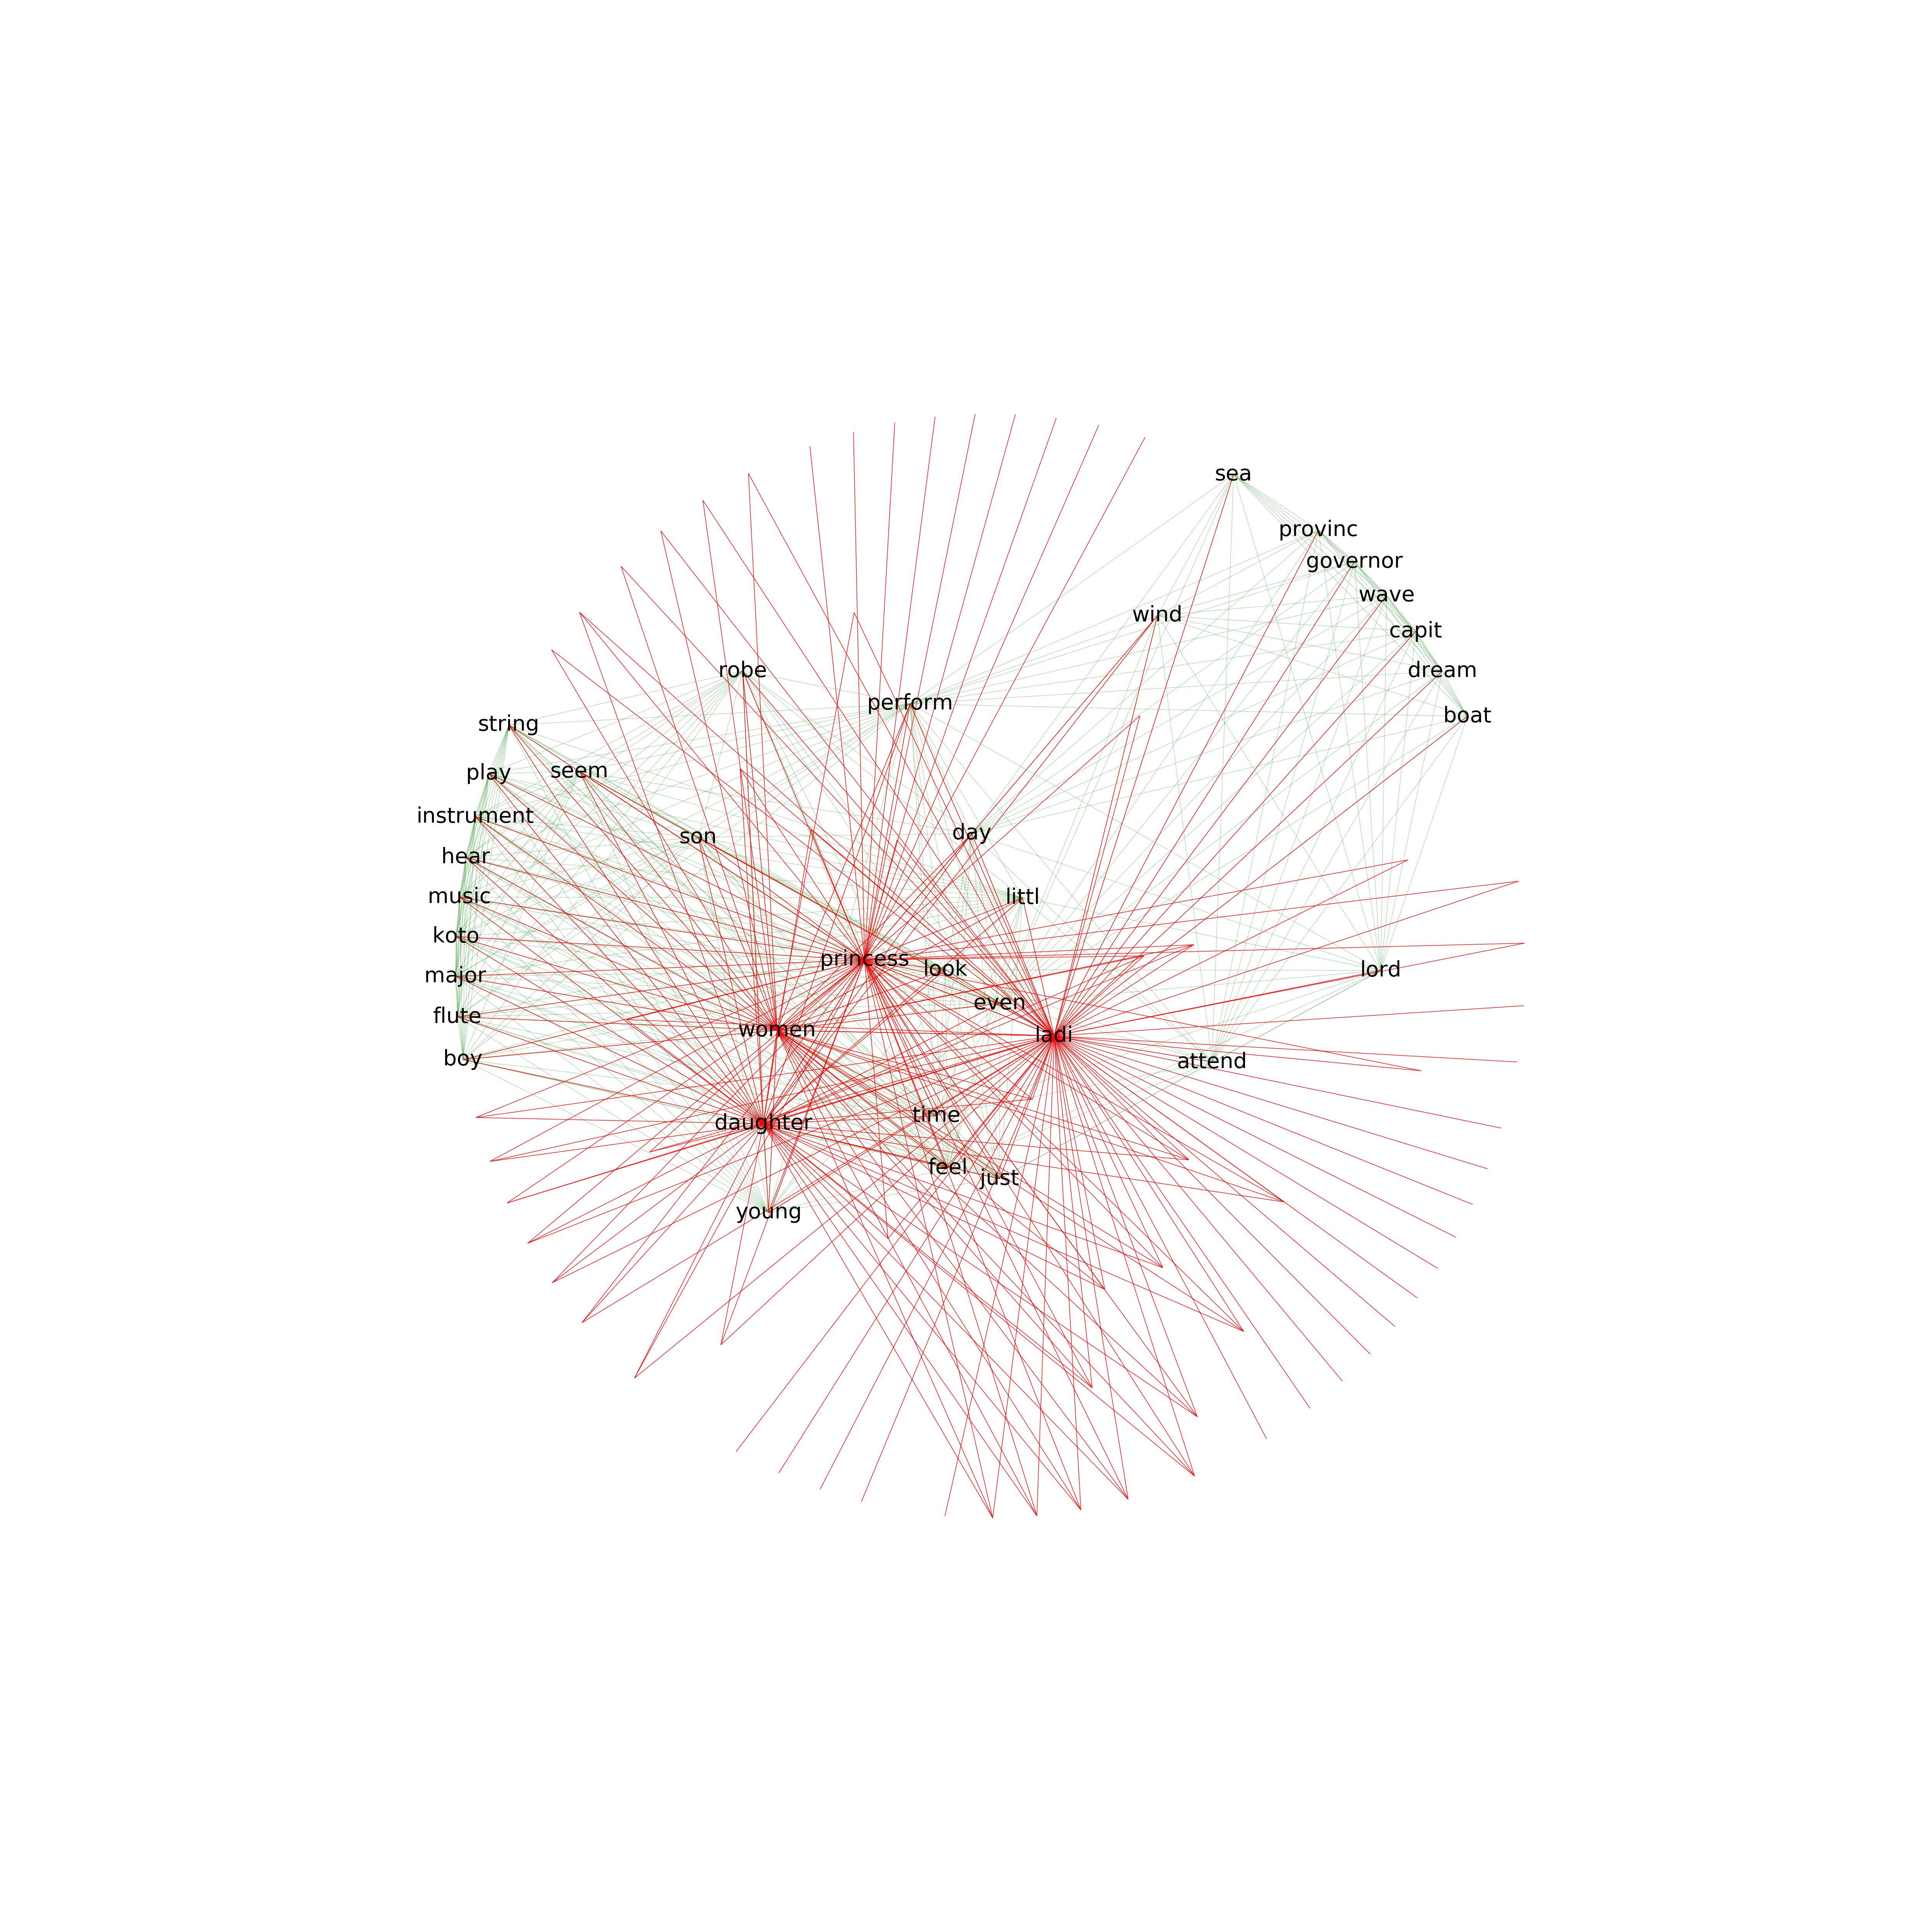 sea
provinc
governor
wave
wind
capit
robe
dream
perform
boat
string
play
seem
instrument
day
son
hear
music
littl
koto
princess
look
lord
major
even
flute
women
ladi
boy
attend
time
daughter
feel
just
young